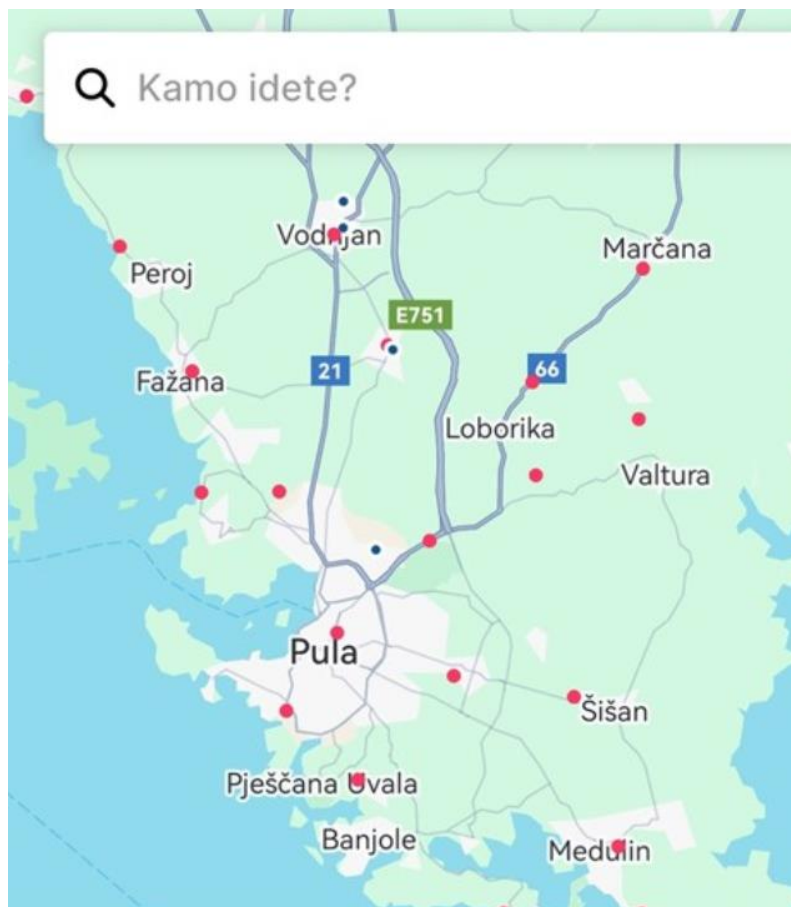 Kamo idete?
Vodnjan
Marčana
Peroj
E751
21
66
Fažana
Loborika
Valtura
Pula
Šišan
Pješčana Uvala
Banjole
Medulin